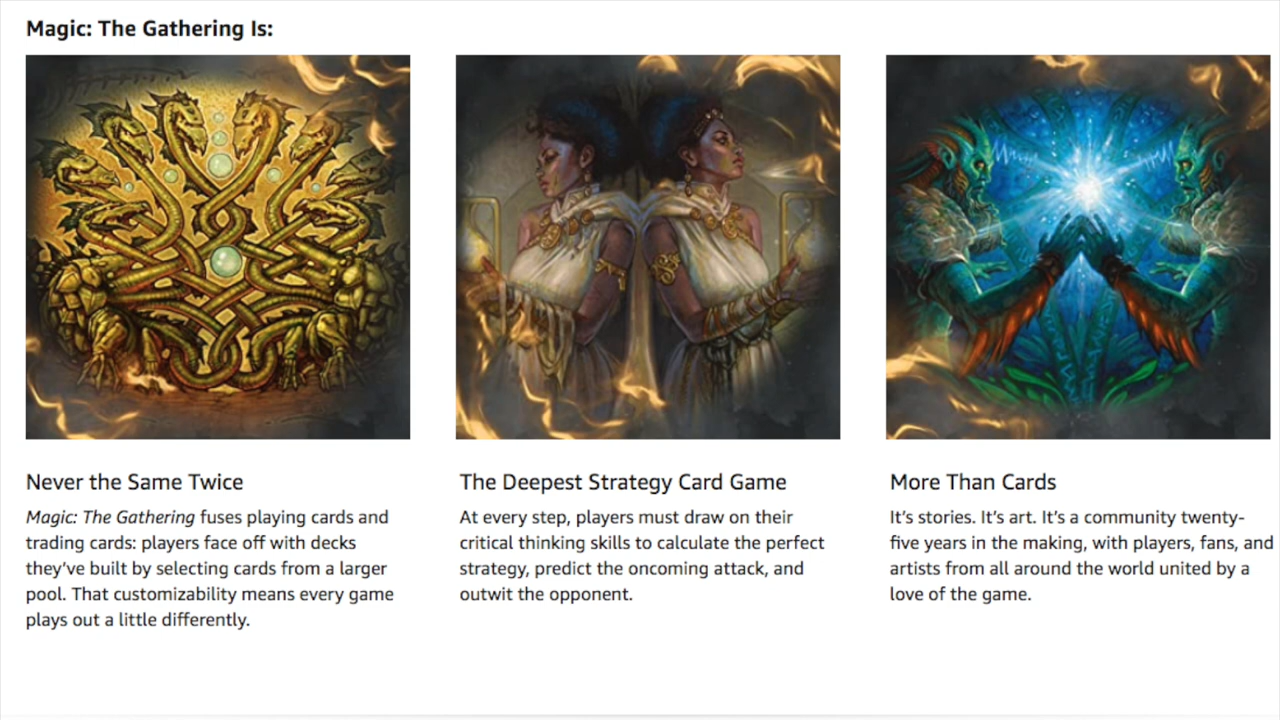 Magic: The Gathering Is:
Never the Same Twice
Magic: The Gathering fuses playing cards and
trading cards: players face off with decks
they’ve built by selecting cards from a larger
pool. That customizability means every game
plays out a little differently.
The Deepest Strategy Card Game
At every step, players must draw on their
critical thinking skills to calculate the perfect
strategy, predict the oncoming attack, and
outwit the opponent.
More Than Cards
It’s stories. It’s art. It’s a community twenty-
five years in the making, with players, fans, and
artists from all around the world united by a
love of the game.